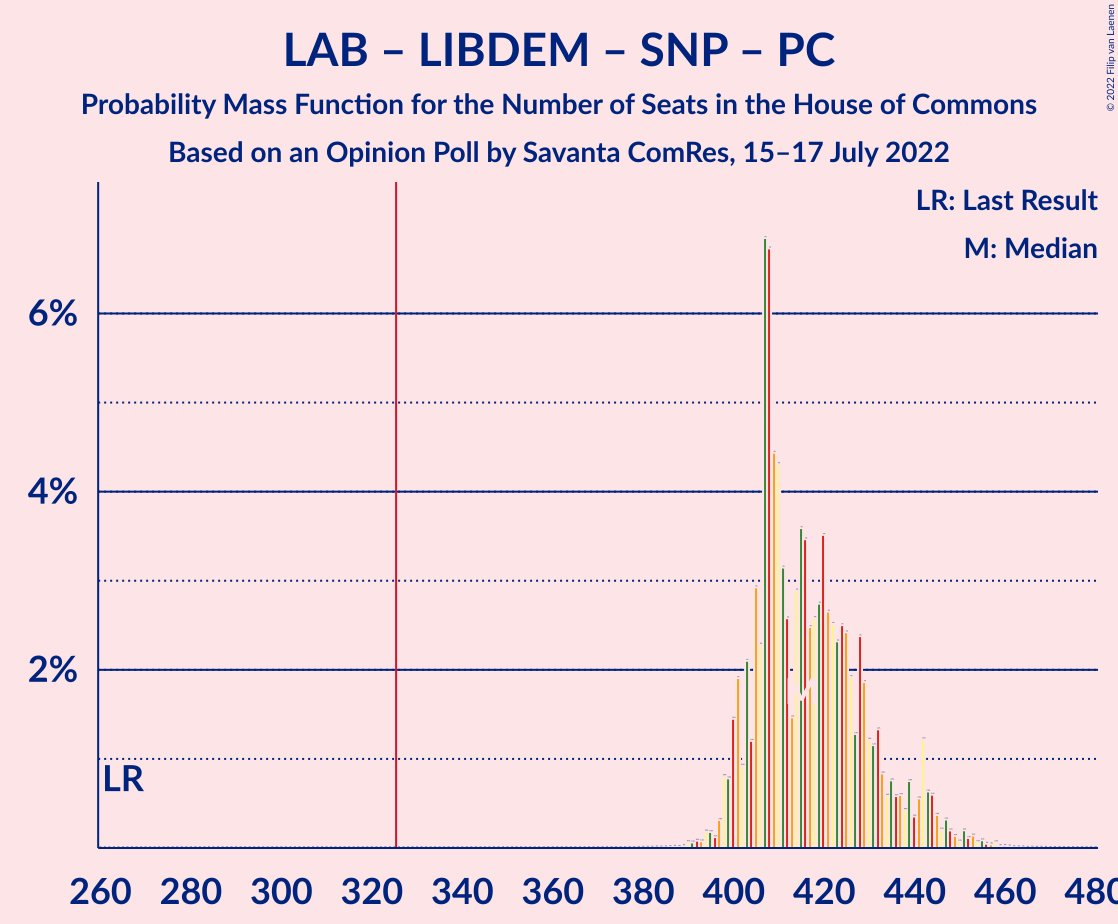 LAB – LIBDEM – SNP – PC
Probability Mass Function for the Number of Seats in the House of Commons
Based on an Opinion Poll by Savanta ComRes, 15–17 July 2022
© 2022 Filip van Laenen
LR: Last Result
M: Median
6%
4%
2%
LR
260 280 300 320 340 360 380 400 420 440 460 480